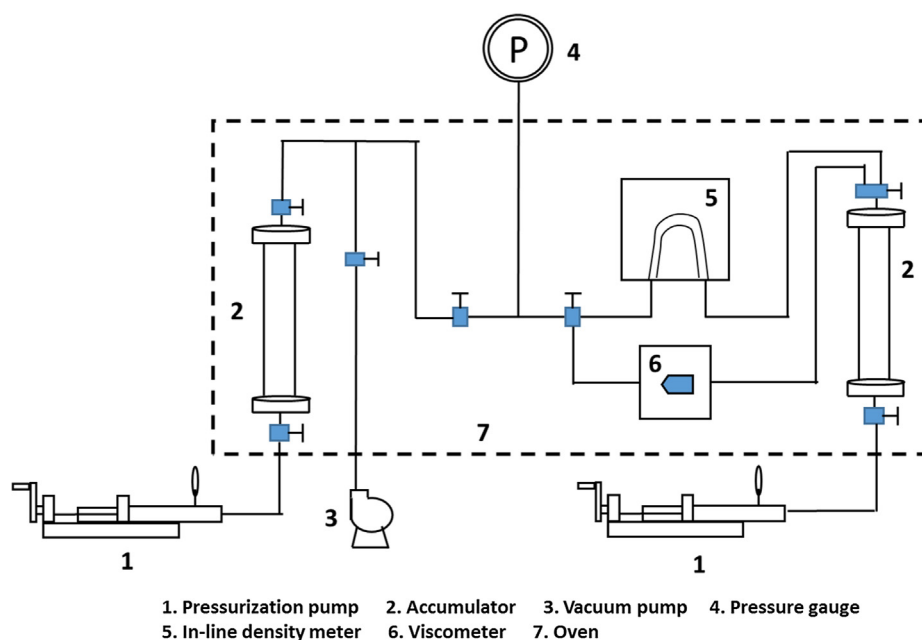 P 4
5
2
2
6
7
3
1
1
1. Pressurization pump 2. Accumulator 3. Vacuum pump 4. Pressure gauge
5. In-line density meter 6. Viscometer 7. Oven